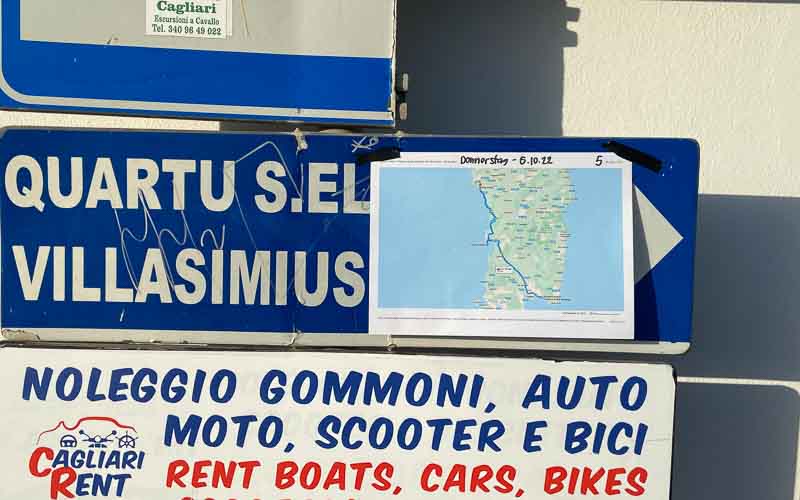 Cagliari
Escursioni a Cavallo
Tel. 340 96 49 022
QUARTU S.EL
VILLASIMIUS
Donnerstag - 6.10.22
5
NOLEGGIO GOMMONI, AUTO
MOTO, SCOOTER E BICI
CAGLIARI
RENT
RENT BOATS, CARS, BIKES